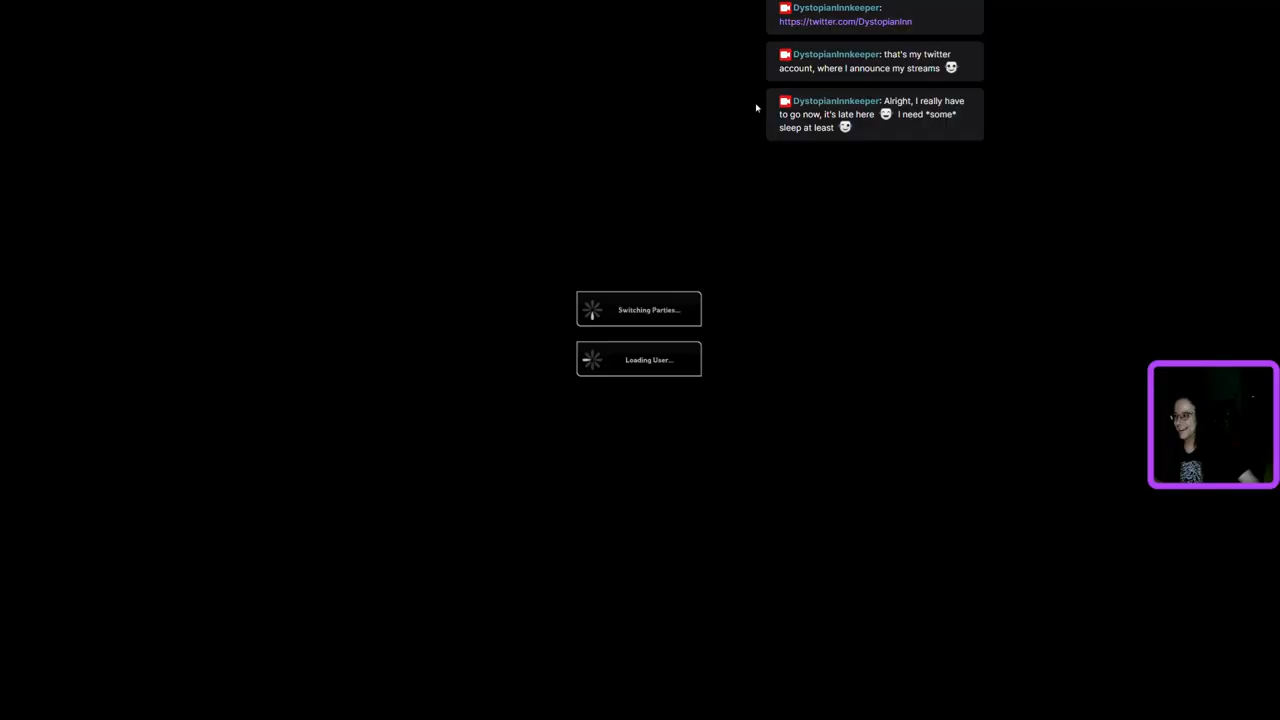 DystopianInnkeeper:
https://twitter.com/DystopianInn
DystopianInnkeeper: that's my twitter
account, where I announce my streams
DystopianInnkeeper: Alright, I really have
to go now, it's late here I need *some*
sleep at least
Switching Parties...
Loading User...